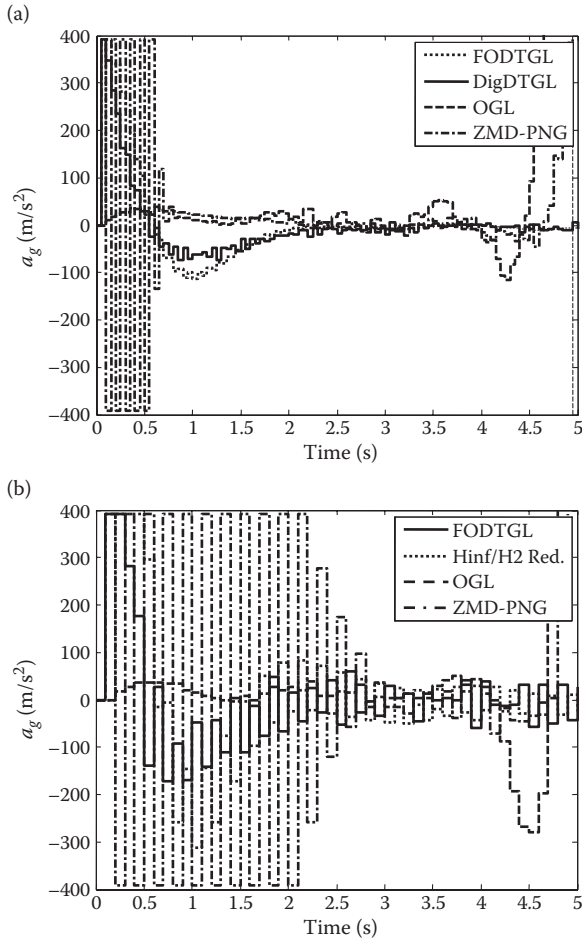 (a)
400
300
200
100
0
−100
−200
−300
−400
a_g (m/s²)
FODTGL
DigDTGL
OGL
ZMD-PNG
0 0.5 1 1.5 2 2.5 3 3.5 4 4.5 5
Time (s)
(b)
400
300
200
100
0
−100
−200
−300
−400
a_g (m/s²)
FODTGL
Hinf/H2 Red.
OGL
ZMD-PNG
0 0.5 1 1.5 2 2.5 3 3.5 4 4.5 5
Time (s)